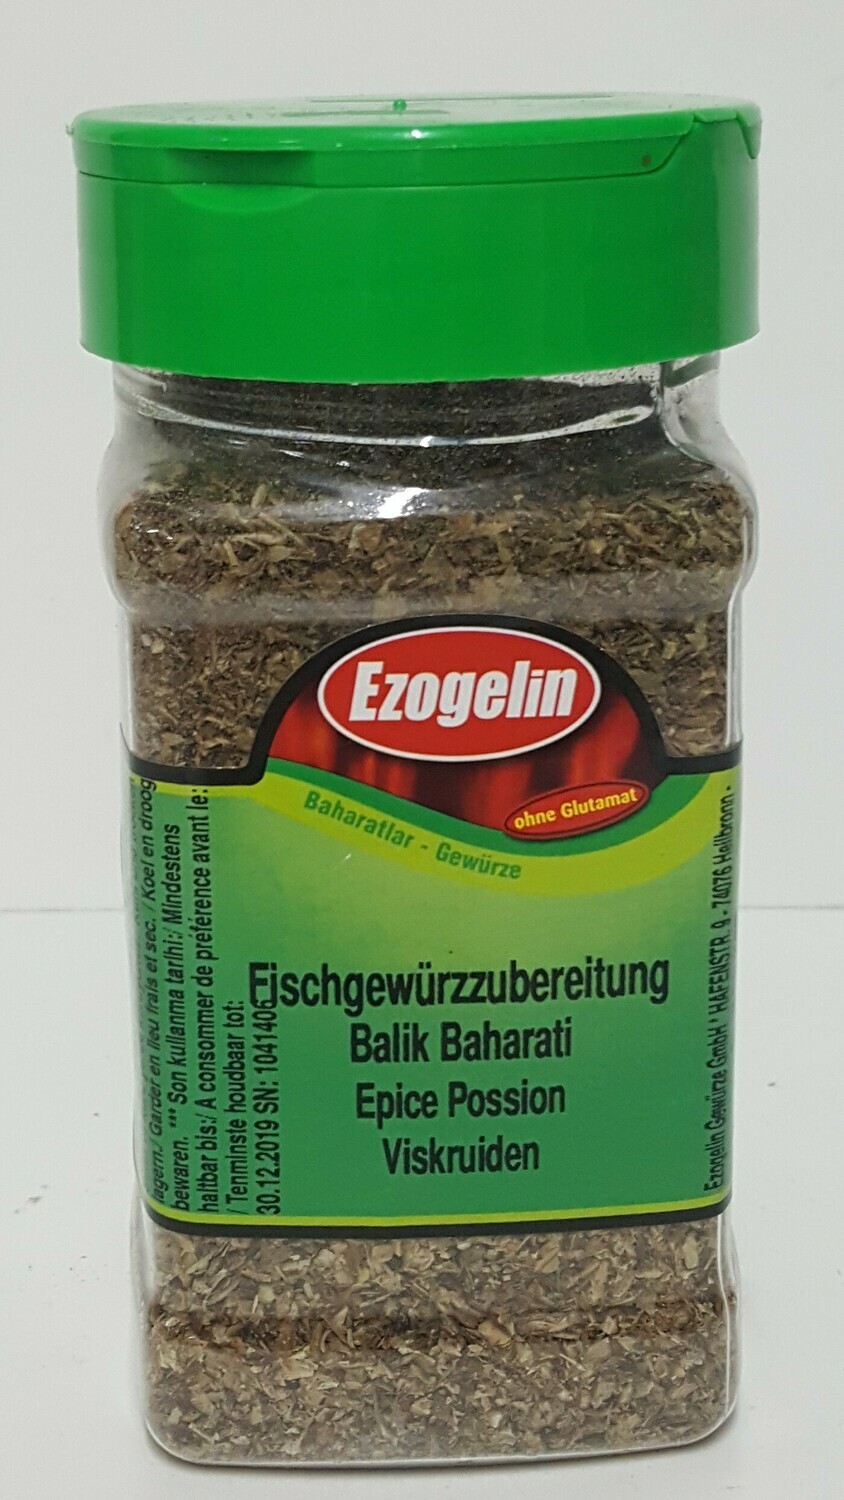 Ezogelin
ohne Glutamat
Baharatlar - Gewürze
Fischgewürzzubereitung
Balik Baharati
Epice Possion
Viskruiden
lagern./ Garder en lieu frais et sec. / Koel en droog
bewaren. *** Son kullanma tarihi:/ Mindestens
haltbar bis:/ A consommer de préférence avant le:
/ Tenminste houdbaar tot:
30.12.2019 SN: 1041406
Ezogelin Gewürze GmbH * HAFENSTR. 9 - 74076 Heilbronn -